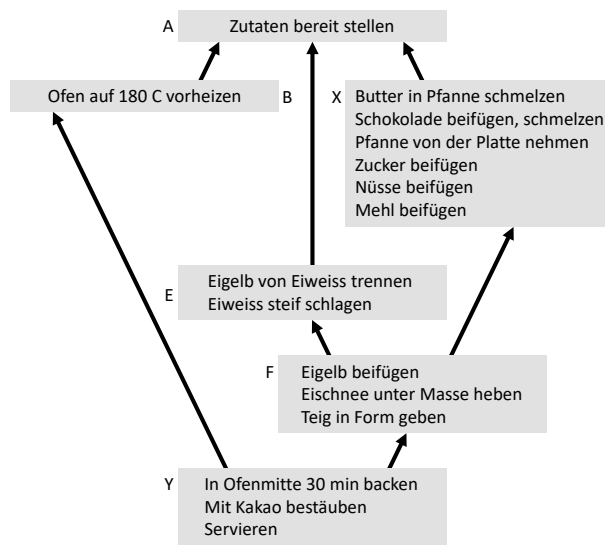 A Zutaten bereit stellen
Ofen auf 180 C vorheizen B
X Butter in Pfanne schmelzen
Schokolade beifügen, schmelzen
Pfanne von der Platte nehmen
Zucker beifügen
Nüsse beifügen
Mehl beifügen
E Eigelb von Eiweiss trennen
Eiweiss steif schlagen
F Eigelb beifügen
Eischnee unter Masse heben
Teig in Form geben
Y In Ofenmitte 30 min backen
Mit Kakao bestäuben
Servieren